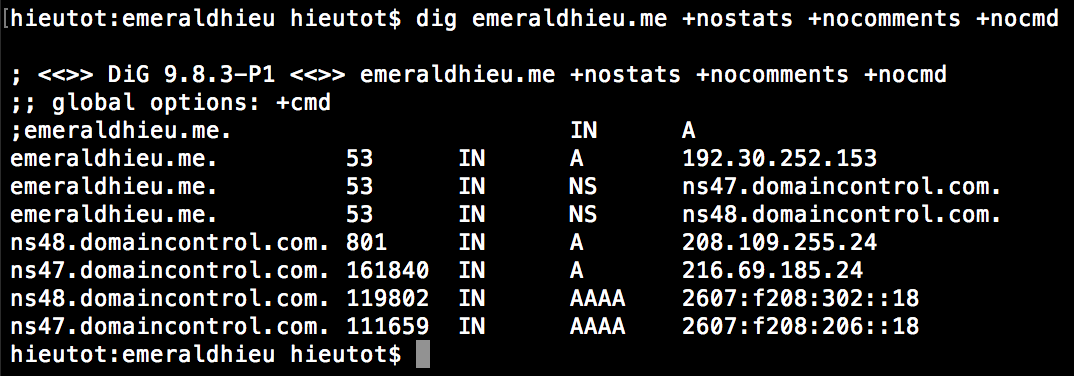 [hieutot:emeraldhieu hieutot$ dig emeraldhieu.me +nostats +nocomments +nocmd
; <<>> DiG 9.8.3-P1 <<>> emeraldhieu.me +nostats +nocomments +nocmd
;; global options: +cmd
;emeraldhieu.me. IN A
emeraldhieu.me. 53 IN A 192.30.252.153
emeraldhieu.me. 53 IN NS ns47.domaincontrol.com.
emeraldhieu.me. 53 IN NS ns48.domaincontrol.com.
ns48.domaincontrol.com. 801 IN A 208.109.255.24
ns47.domaincontrol.com. 161840 IN A 216.69.185.24
ns48.domaincontrol.com. 119802 IN AAAA 2607:f208:302::18
ns47.domaincontrol.com. 111659 IN AAAA 2607:f208:206::18
hieutot:emeraldhieu hieutot$